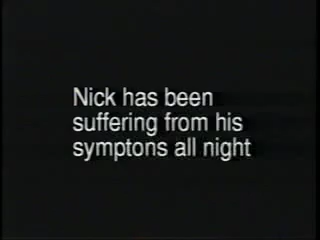 Nick has been
suffering from his
symptons all night